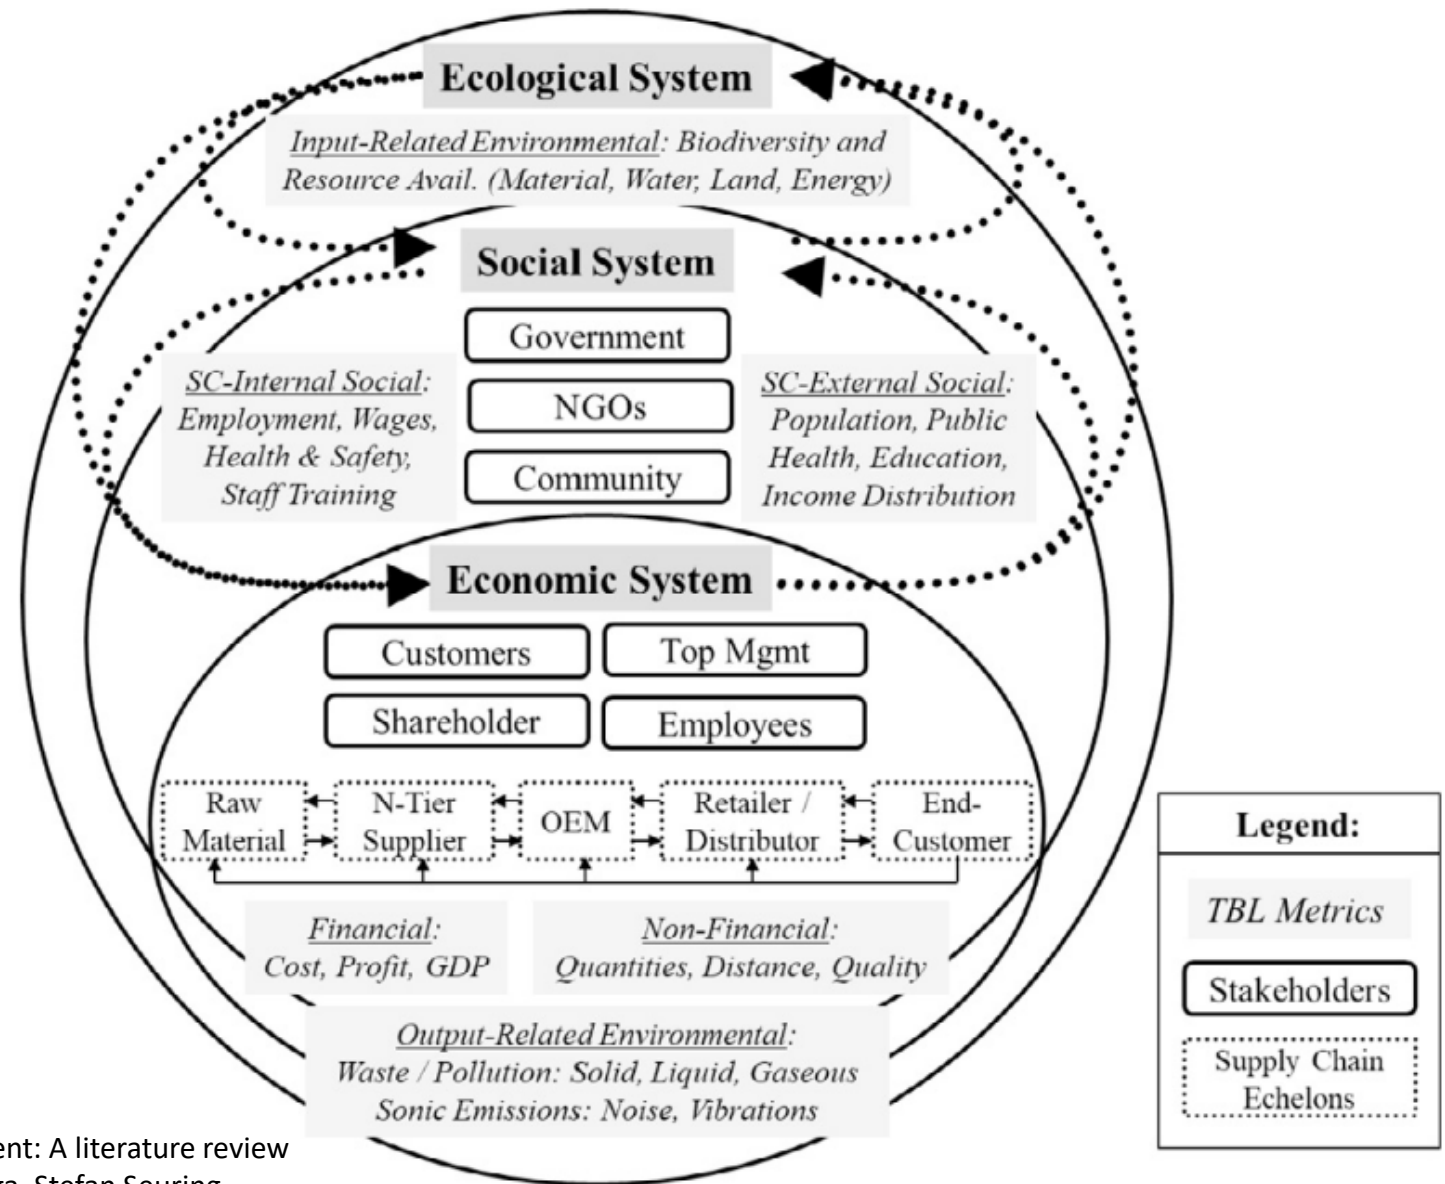 Ecological System
Input-Related Environmental: Biodiversity and
Resource Avail. (Material, Water, Land, Energy)
Social System
Government
NGOs
Community
SC-Internal Social:
Employment, Wages,
Health & Safety,
Staff Training
SC-External Social:
Population, Public
Health, Education,
Income Distribution
Economic System
Customers
Top Mgmt
Shareholder
Employees
Raw
Material
N-Tier
Supplier
OEM
Retailer /
Distributor
End-
Customer
Financial:
Cost, Profit, GDP
Non-Financial:
Quantities, Distance, Quality
Output-Related Environmental:
Waste / Pollution: Solid, Liquid, Gaseous
Sonic Emissions: Noise, Vibrations
Legend:
TBL Metrics
Stakeholders
Supply Chain
Echelons
A literature review
Stefan Seuring